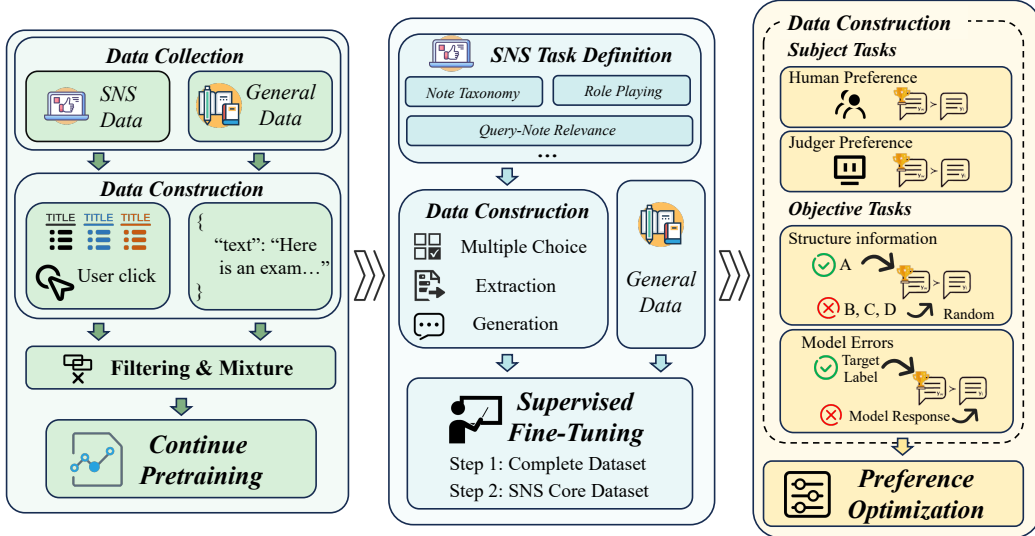 Data Collection
SNS
Data
General
Data
Data Construction
TITLE TITLE TITLE
User click
{
"text": "Here
is an exam…"
}
Filtering & Mixture
Continue
Pretraining
SNS Task Definition
Note Taxonomy
Role Playing
Query-Note Relevance
...
Data Construction
Multiple Choice
Extraction
Generation
General
Data
Supervised
Fine-Tuning
Step 1: Complete Dataset
Step 2: SNS Core Dataset
Data Construction
Subject Tasks
Human Preference
>
Judger Preference
>
Objective Tasks
Structure information
A
>
B, C, D
Random
Model Errors
Target
Label
>
Model Response
Preference
Optimization